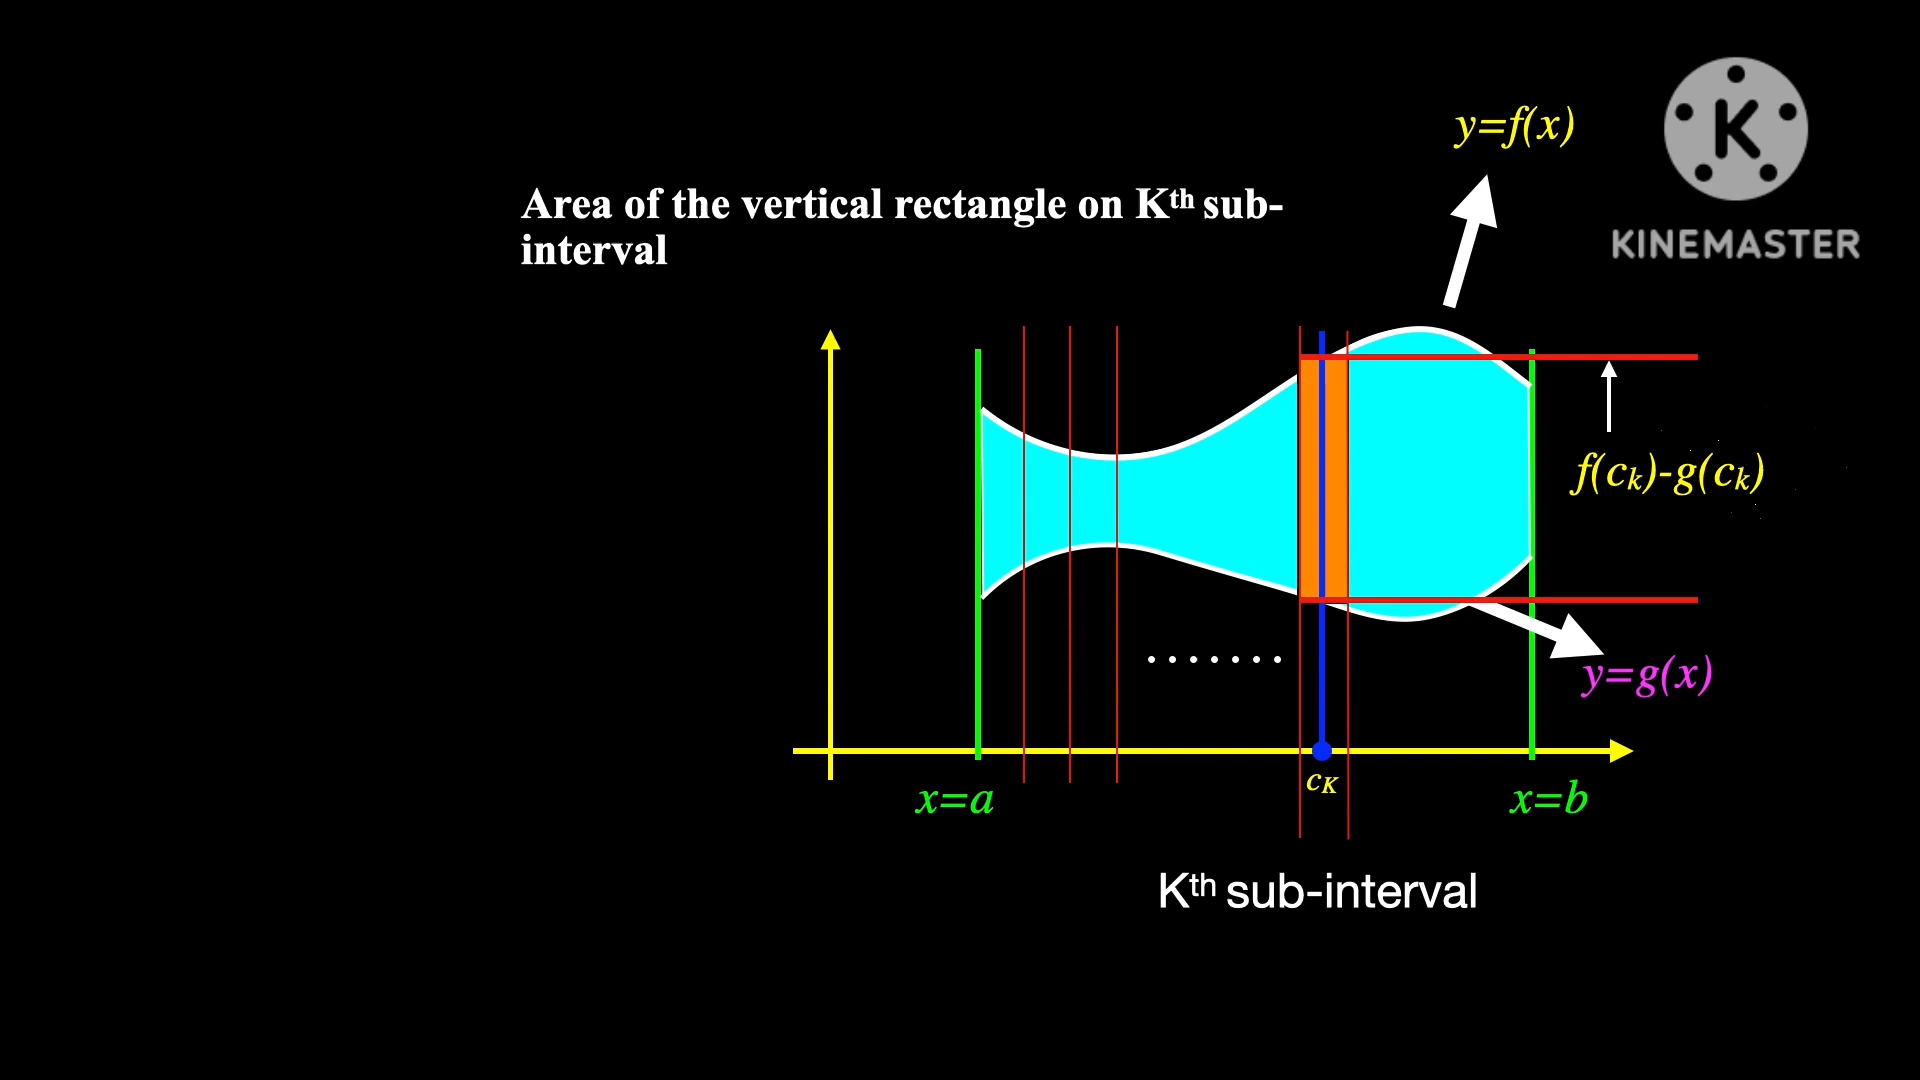 y=f(x)
K
KINEMASTER
Area of the vertical rectangle on Kth sub-
interval
f(ck)-g(ck)
y=g(x)
cK
x=a
x=b
Kth sub-interval